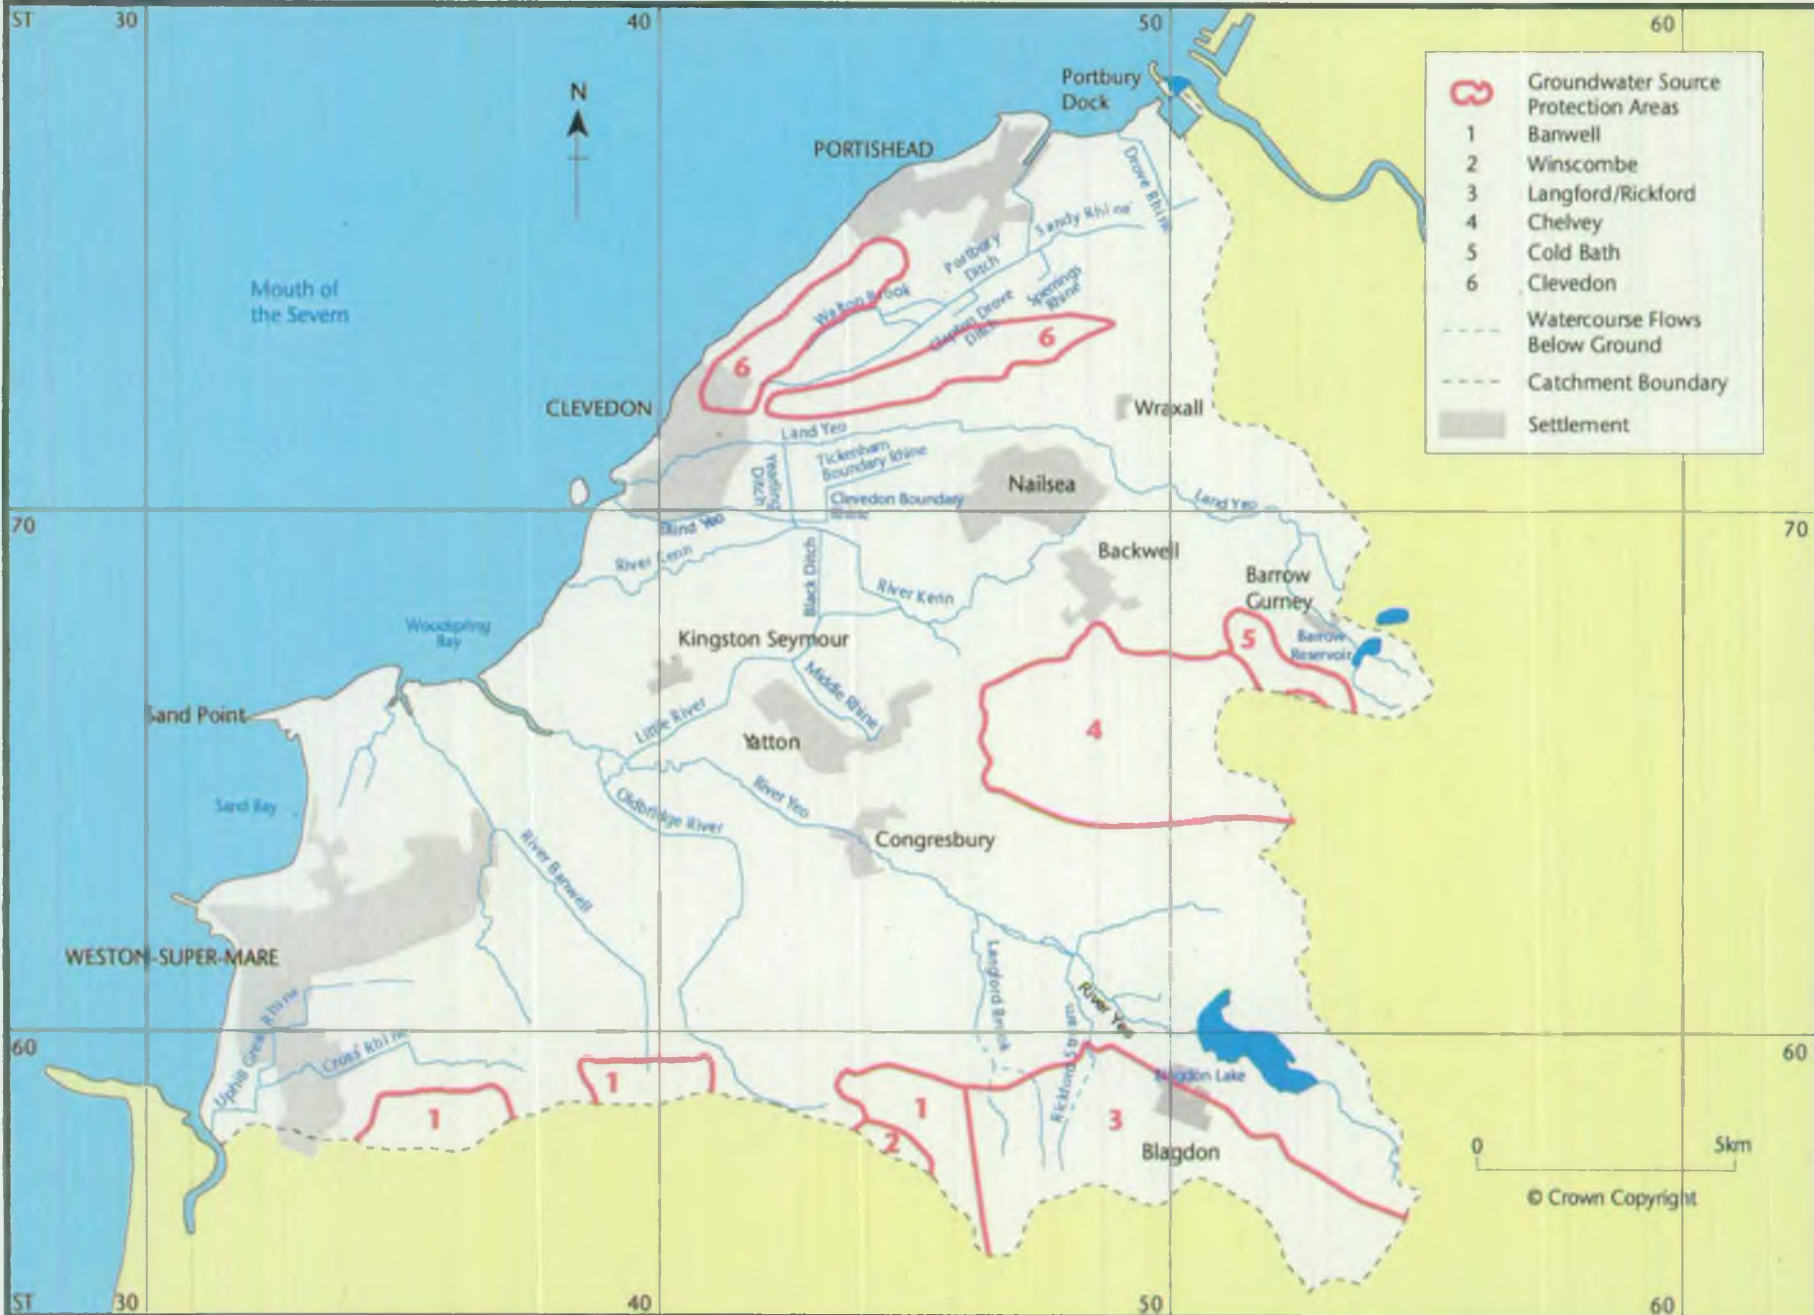 ST
30
40
50
60
N
Portbury
Dock
PORTISHEAD
Drove Rhine
Sandy Rhine
Portbury
Ditch
Spennings
Rhine
Walton Brook
Clapton Drove
Ditch
Mouth of
the Severn
6
6
CLEVEDON
Wraxall
Land Yeo
Tickenham
Boundary Rhine
Yeading
Ditch
Nailsea
Clevedon Boundary
Rhine
Land Yeo
70
70
Blind Yeo
River Kenn
Black Ditch
Backwell
River Kenn
Barrow
Gurney
Woodspring
Bay
Kingston Seymour
5
Barrow
Reservoir
Middle Rhine
Sand Point
Little River
Yatton
4
Sand Bay
River Yeo
Oldbridge River
Congresbury
River Banwell
WESTON-SUPER-MARE
Langford Brook
River Yeo
Uphill Great Rhine
Cross Rhine
Rickford Stream
60
60
Blagdon Lake
1
1
1
2
3
Blagdon
Groundwater Source
Protection Areas
1 Banwell
2 Winscombe
3 Langford/Rickford
4 Chelvey
5 Cold Bath
6 Clevedon
Watercourse Flows
Below Ground
Catchment Boundary
Settlement
0 5km
© Crown Copyright
ST
30
40
50
60